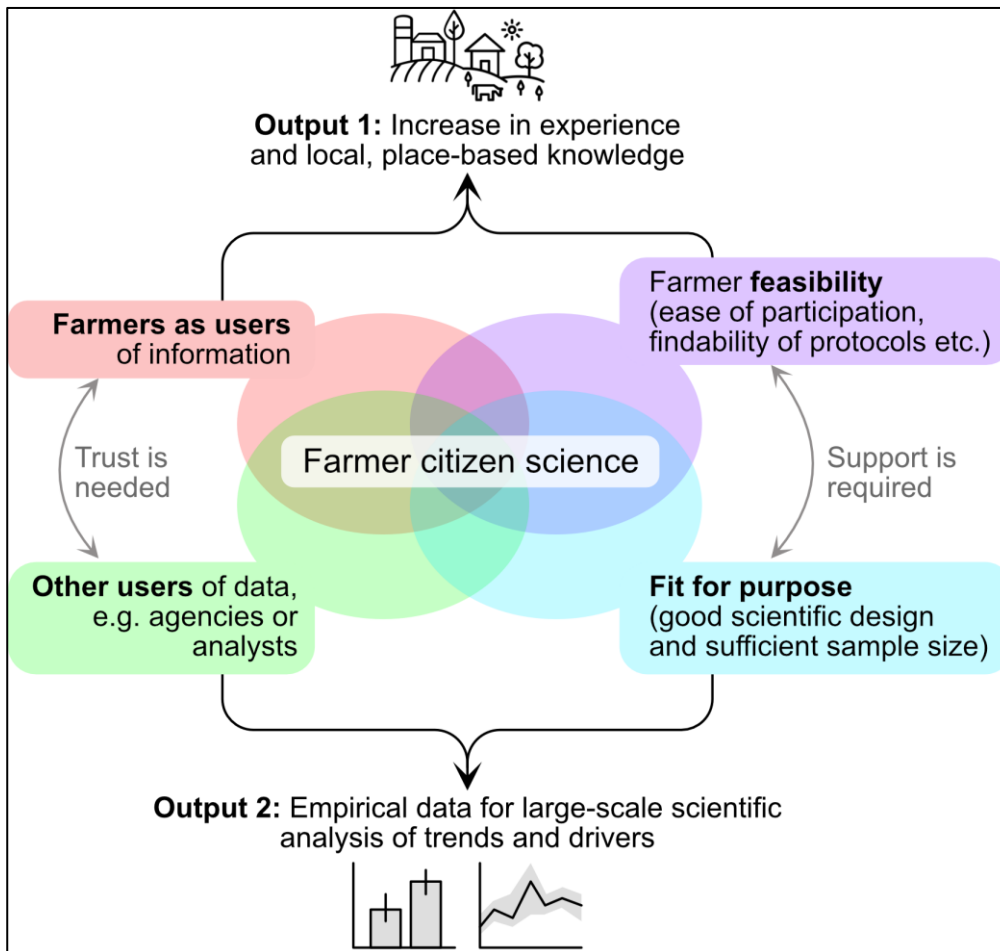 Output 1: Increase in experience
and local, place-based knowledge
Farmers as users
of information
Farmer feasibility
(ease of participation,
findability of protocols etc.)
Trust is
needed
Farmer citizen science
Support is
required
Other users of data,
e.g. agencies or
analysts
Fit for purpose
(good scientific design
and sufficient sample size)
Output 2: Empirical data for large-scale scientific
analysis of trends and drivers